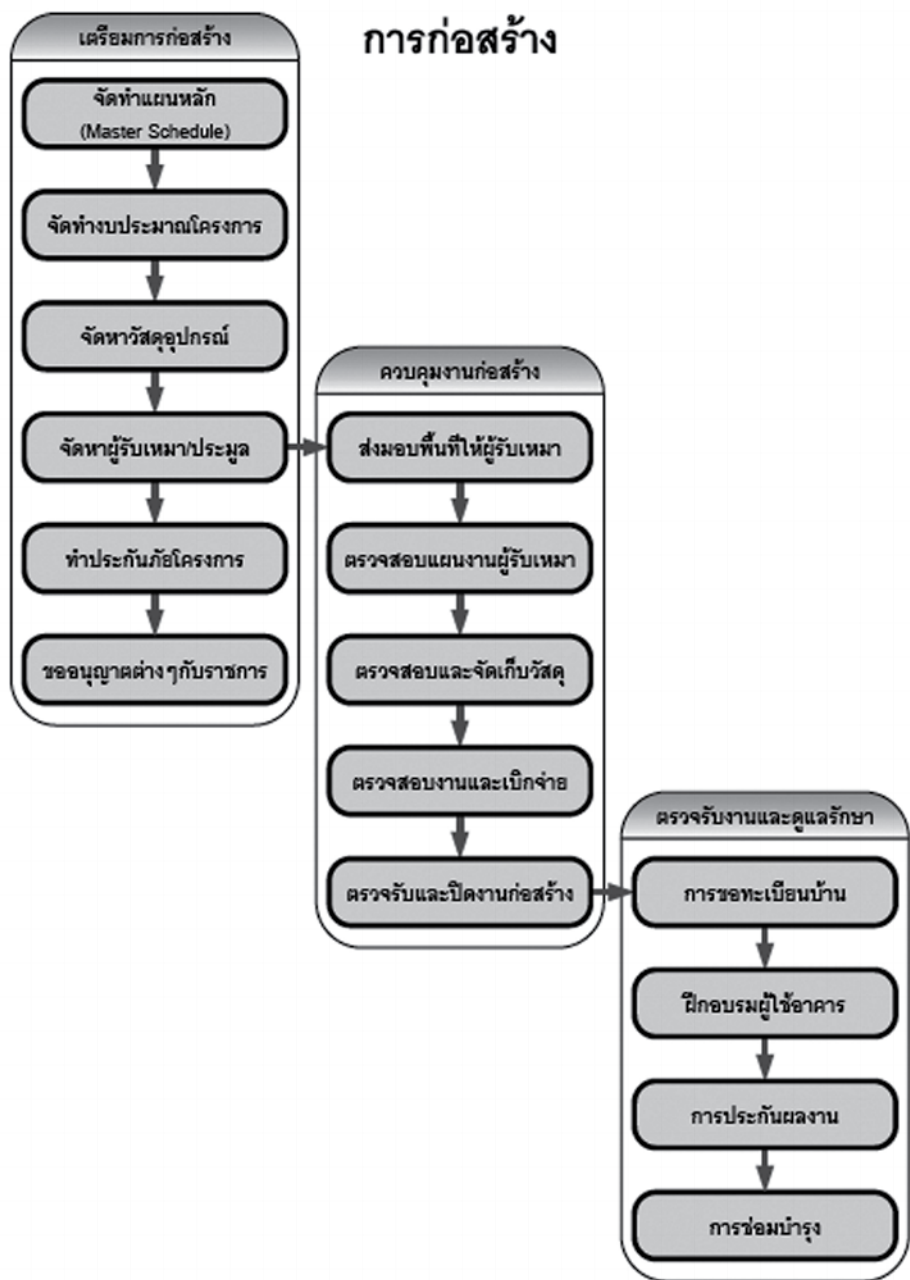 การก่อสร้าง
เตรียมการก่อสร้าง
จัดทำแผนหลัก
(Master Schedule)
จัดทำงบประมาณโครงการ
จัดหาวัสดุอุปกรณ์
จัดหาผู้รับเหมา/ประมูล
ทำประกันภัยโครงการ
ขออนุญาตต่างๆกับราชการ
ควบคุมงานก่อสร้าง
ส่งมอบพื้นที่ให้ผู้รับเหมา
ตรวจสอบแผนงานผู้รับเหมา
ตรวจสอบและจัดเก็บวัสดุ
ตรวจสอบงานและเบิกจ่าย
ตรวจรับและปิดงานก่อสร้าง
ตรวจรับงานและดูแลรักษา
การขอทะเบียนบ้าน
ฝึกอบรมผู้ใช้อาคาร
การประกันผลงาน
การซ่อมบำรุง